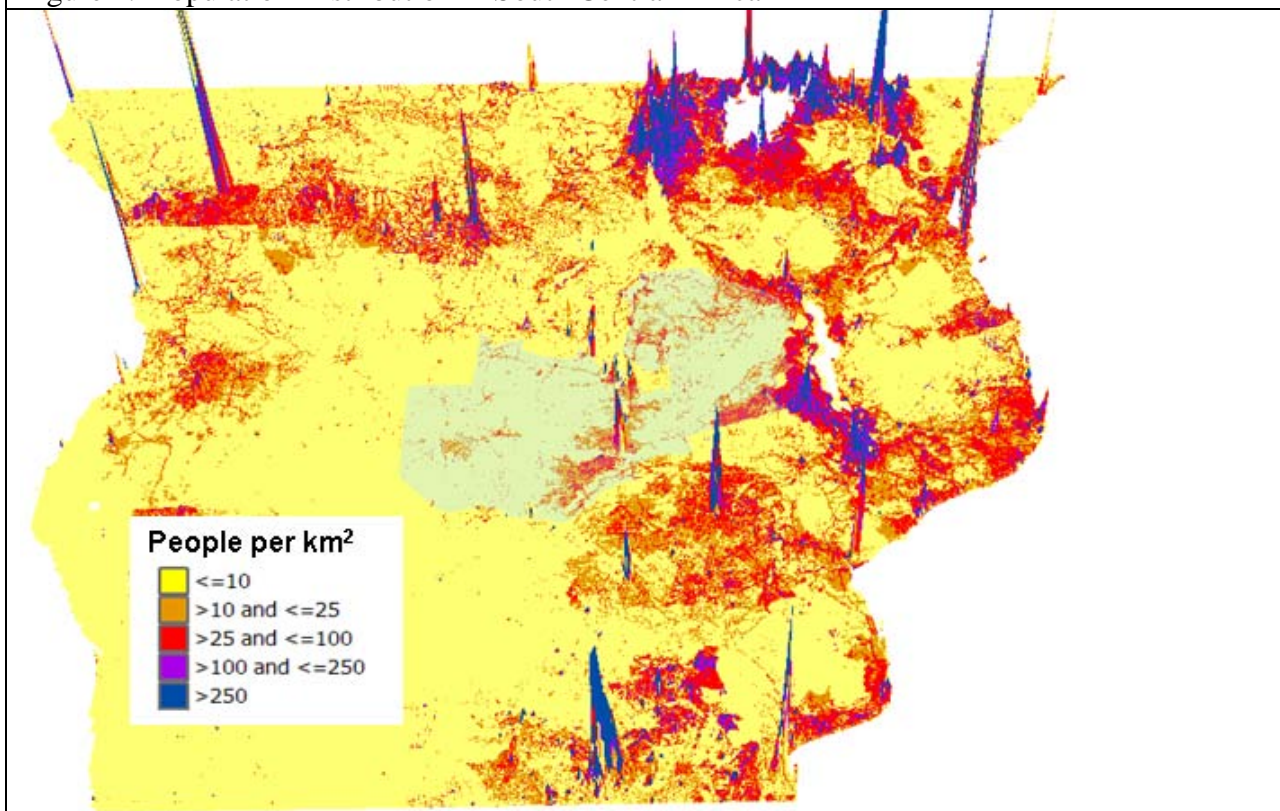 People per km²
<=10
>10 and <=25
>25 and <=100
>100 and <=250
>250